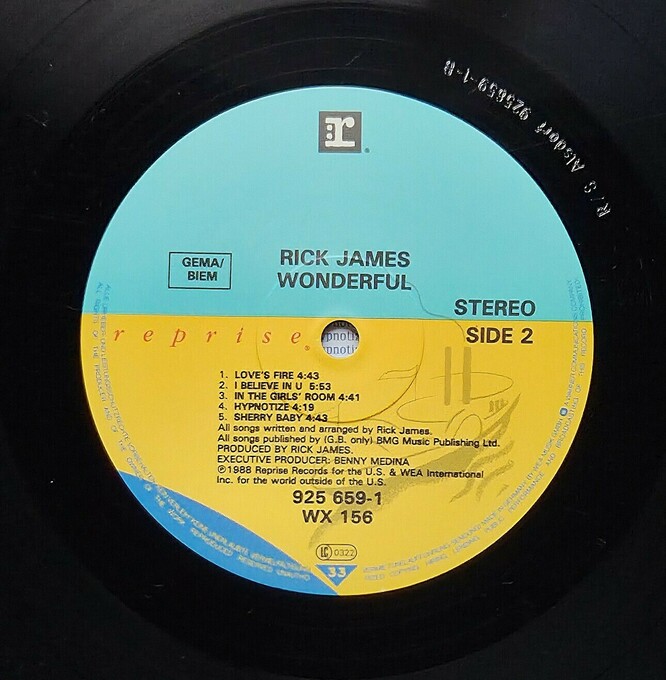 R/S Alsdorf 925659-1-B
r
GEMA/
BIEM
RICK JAMES
WONDERFUL
STEREO
SIDE 2
reprise
1. LOVE'S FIRE 4:43
2. I BELIEVE IN U 5:53
3. IN THE GIRLS' ROOM 4:41
4. HYPNOTIZE 4:19
5. SHERRY BABY 4:43
All songs written and arranged by Rick James.
All songs published by (G.B. only) BMG Music Publishing Ltd.
PRODUCED BY RICK JAMES.
EXECUTIVE PRODUCER: BENNY MEDINA
℗1988 Reprise Records for the U.S. & WEA International
Inc. for the world outside of the U.S.
925 659-1
WX 156
LC 0322
33